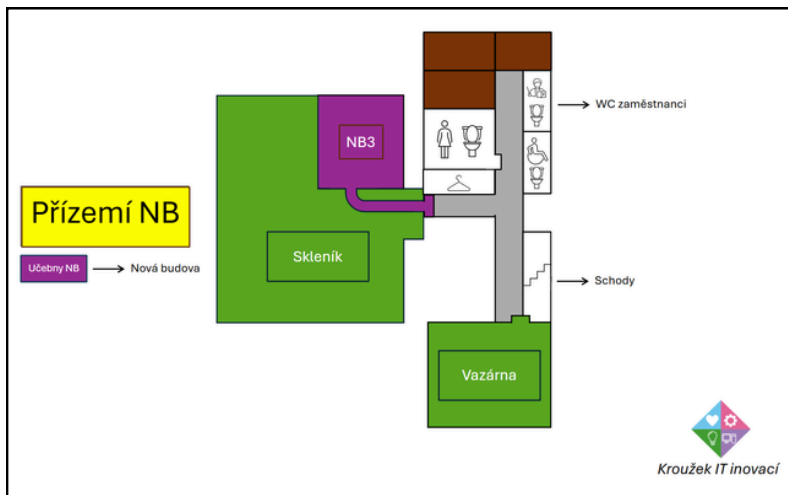 NB3
WC zaměstnanci
Přízemí NB
Učebny NB
Nová budova
Skleník
Schody
Vazárna
Kroužek IT inovací